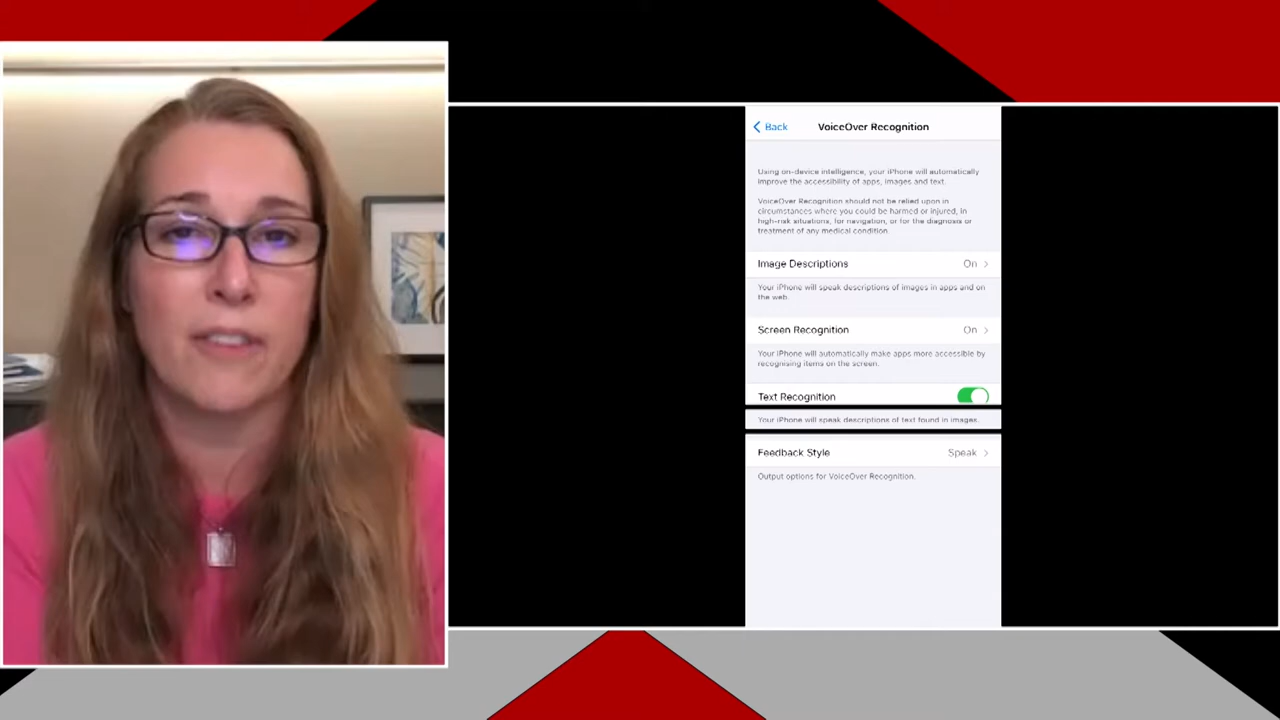 Back
VoiceOver Recognition
Using on-device intelligence, your iPhone will automatically
improve the accessibility of apps, images and text.
VoiceOver Recognition should not be relied upon in
circumstances where you could be harmed or injured, in
high-risk situations, for navigation, or for the diagnosis or
treatment of any medical condition.
Image Descriptions On
Your iPhone will speak descriptions of images in apps and on
the web.
Screen Recognition On
Your iPhone will automatically make apps more accessible by
recognising items on the screen.
Text Recognition
Your iPhone will speak descriptions of text found in images.
Feedback Style Speak
Output options for VoiceOver Recognition.